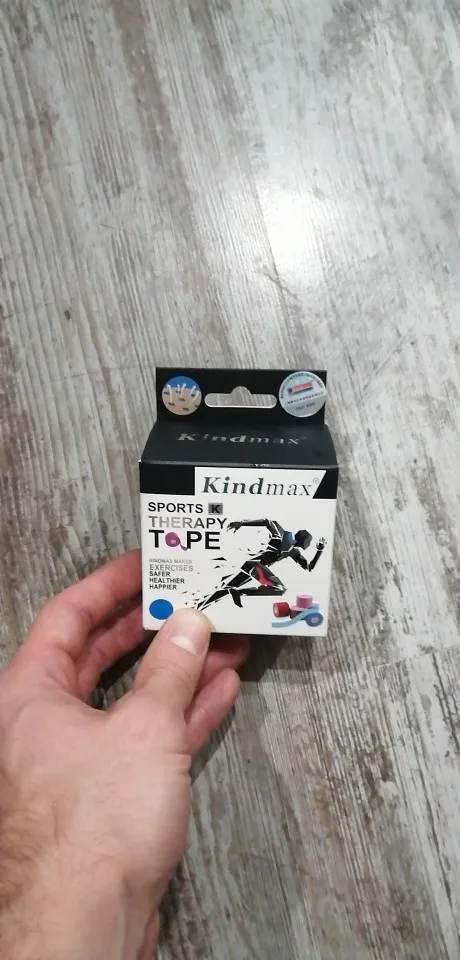 Kindmax
Kindmax®
SPORTS K
THERAPY
TAPE
KINDMAX MAKES
EXERCISES
SAFER
HEALTHIER
HAPPIER